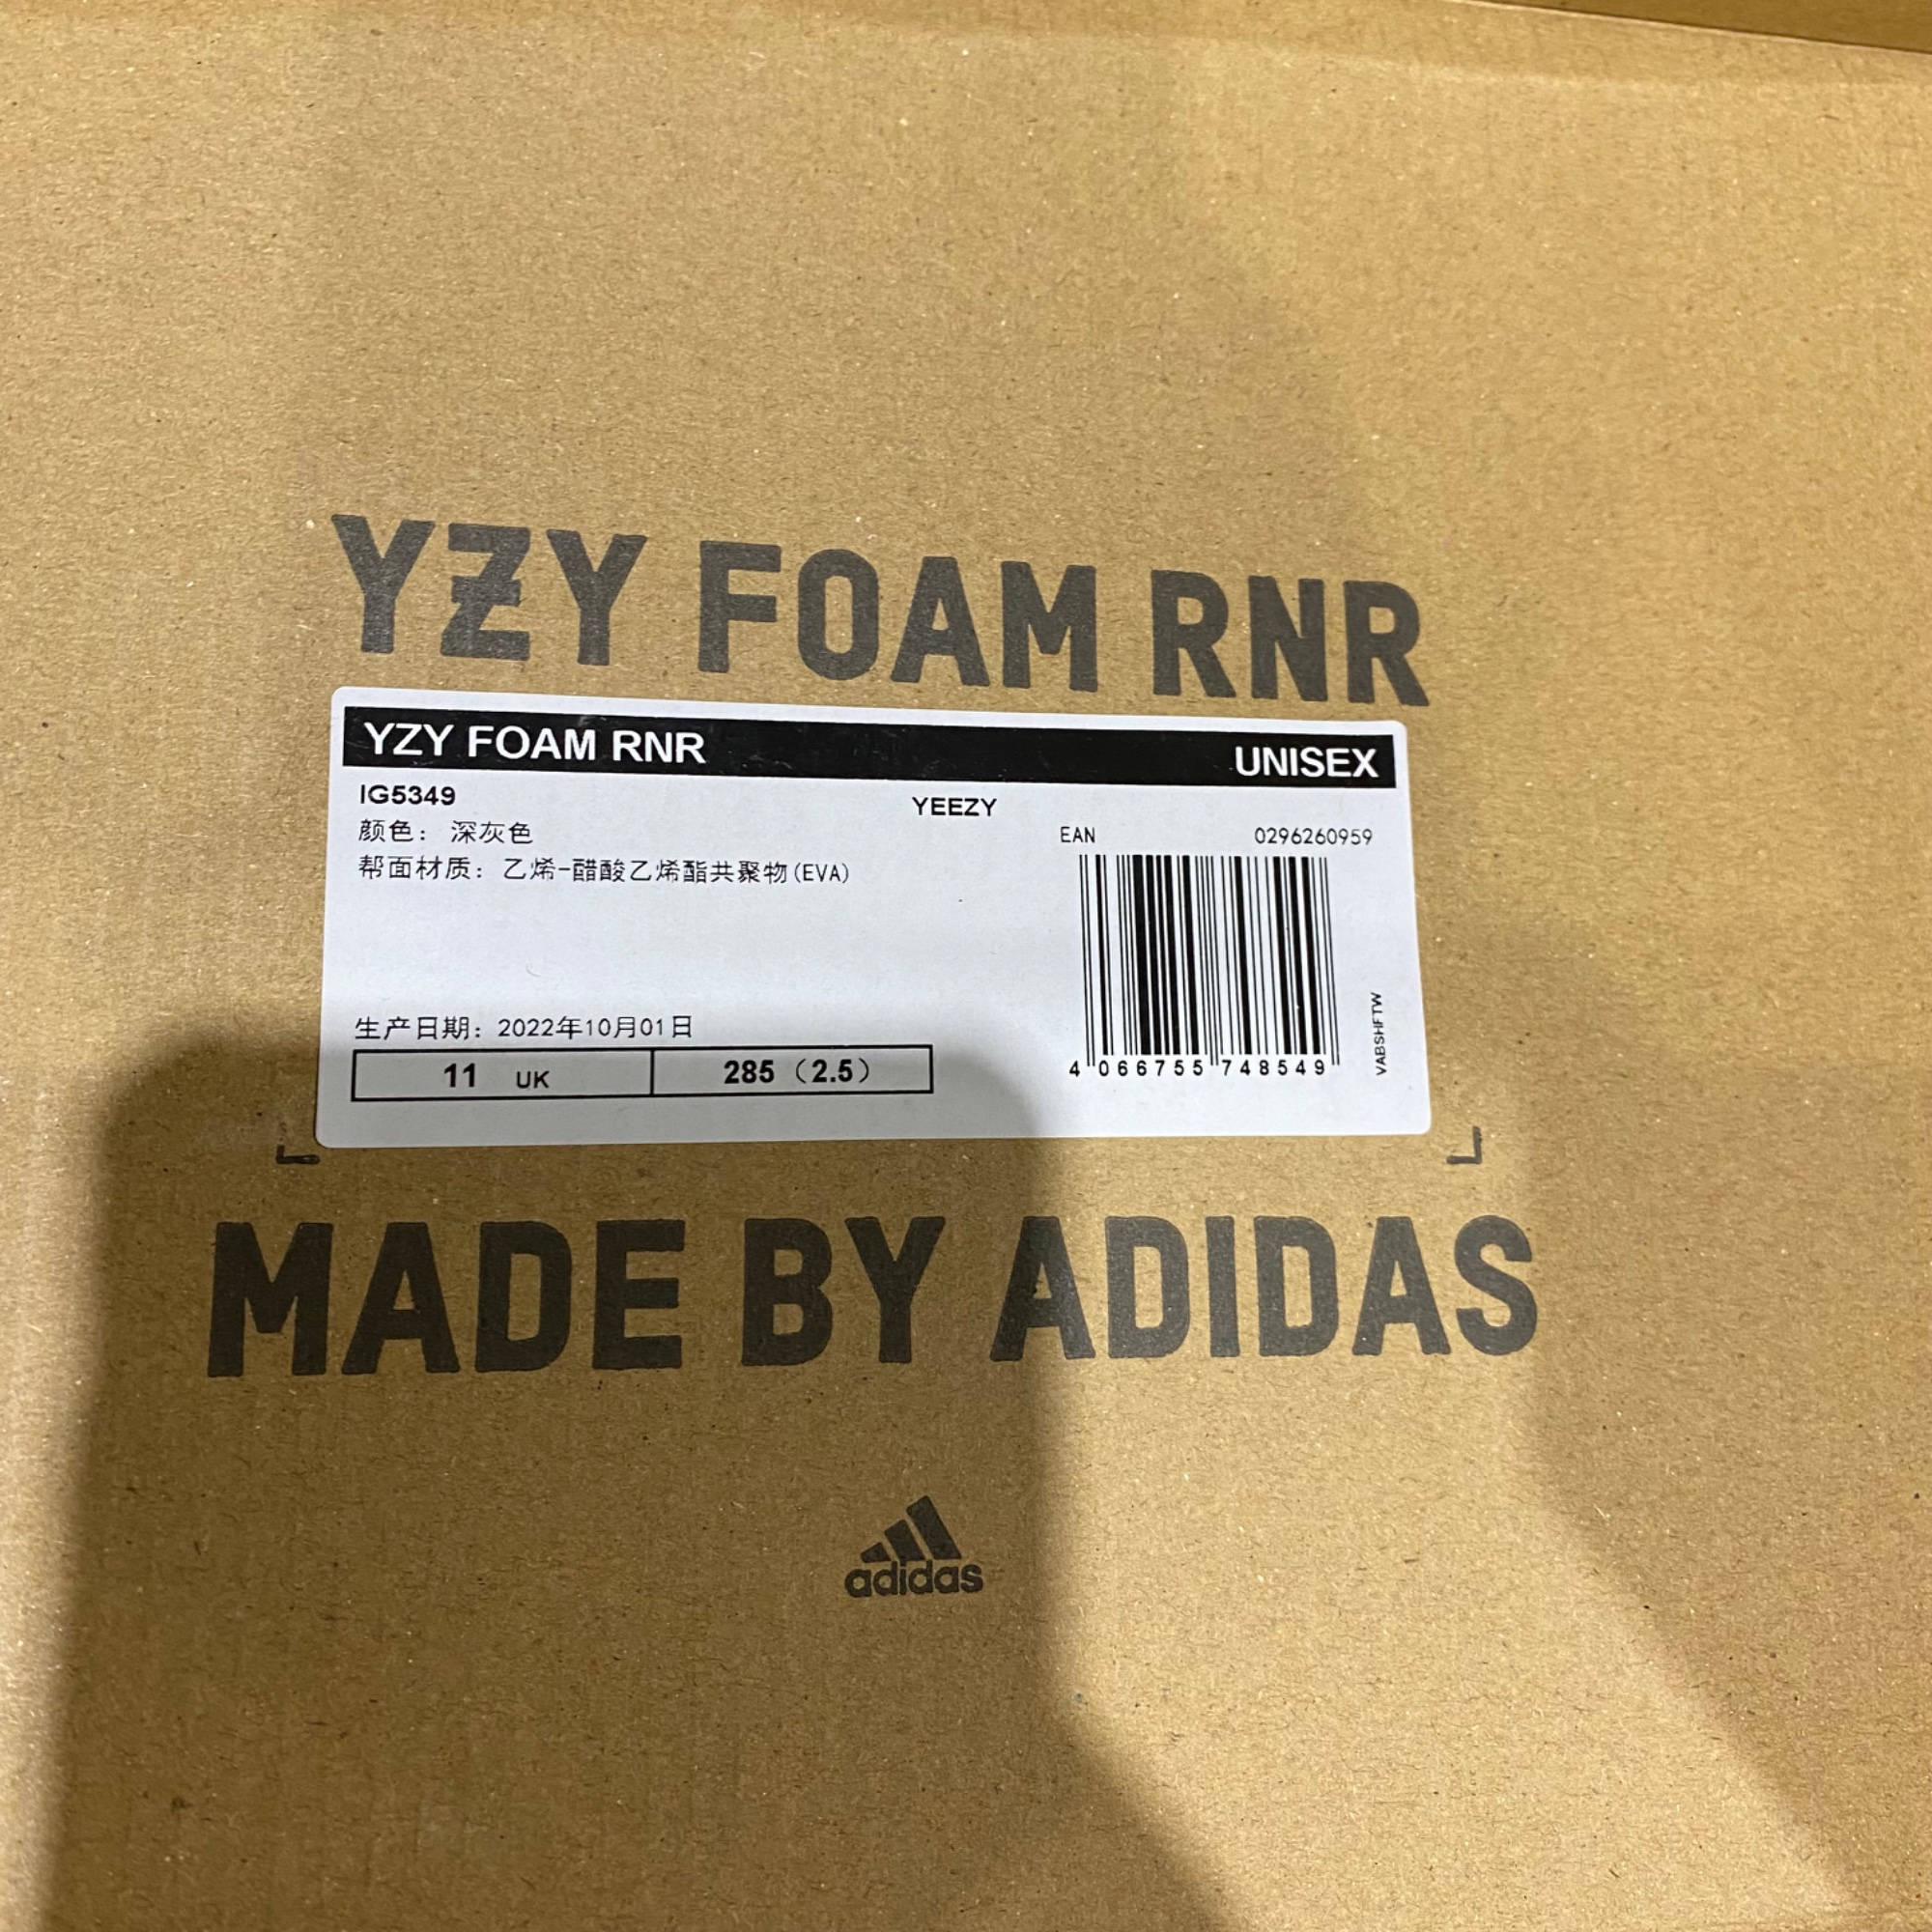 YZY FOAM RNR
YZY FOAM RNR UNISEX
IG5349 YEEZY
颜色： 深灰色 EAN 0296260959
帮面材质：乙烯-醋酸乙烯酯共聚物(EVA)
生产日期：2022年10月01日
11 UK 285（2.5）
4 066755 748549
VABSHFTW
MADE BY ADIDAS
adidas